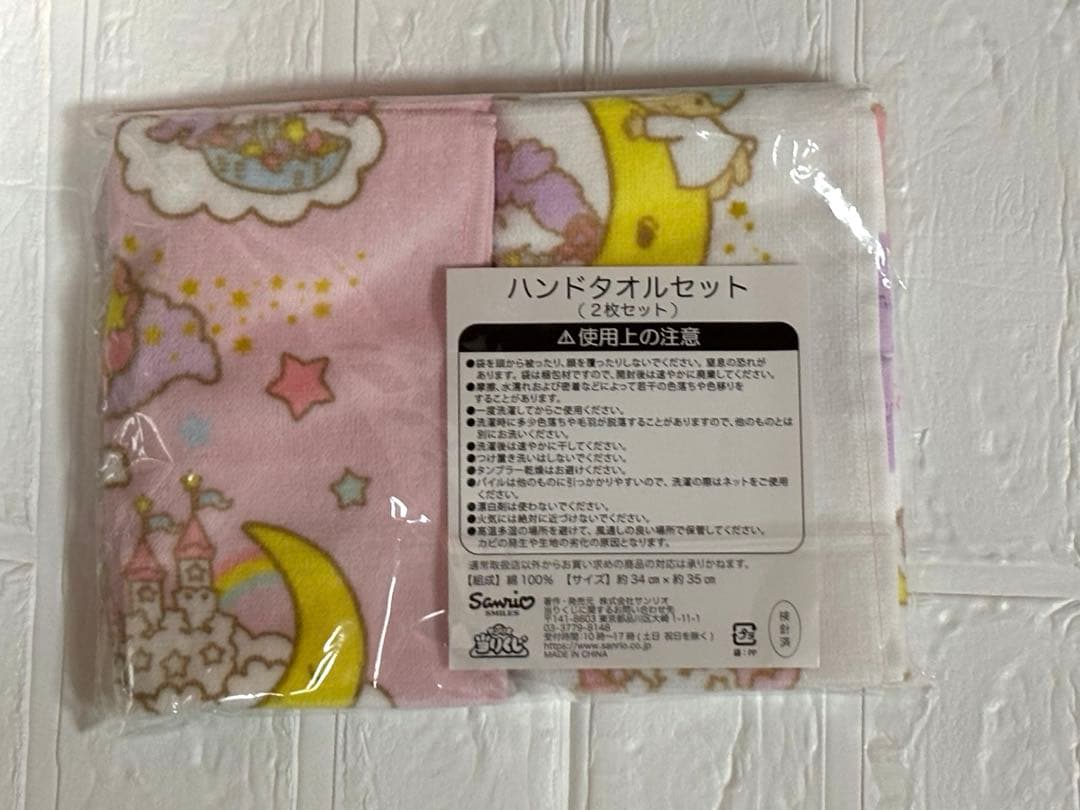 ハンドタオルセット
(2枚セット)
⚠使用上の注意
●袋を頭から被ったり、顔を覆ったりしないでください。窒息の恐れが
あります。袋は梱包材ですので、開封後は速やかに廃棄してください。
●摩擦、水濡れおよび密着などによって若干の色落ちや色移りを
することがあります。
●一度洗濯してからご使用ください。
●洗濯時に多少色落ちや毛羽が脱落することがありますので、他のものとは
別にお洗いください。
●洗濯後は速やかに干してください。
●つけ置き洗いはしないでください。
●タンブラー乾燥はお避けください。
●パイルは他のものに引っかかりやすいので、洗濯の際はネットをご使用
ください。
●漂白剤は使わないでください。
●火気には絶対に近づけないでください。
●高温多湿の場所を避けて、風通しの良い場所で保管してください。
カビの発生や生地の劣化の原因となります。
通常取扱店以外からお買い求めの商品の対応は承りかねます。
【組成】綿100% 【サイズ】約34㎝×約35㎝
Sanrio
SMILES
著作・発売元 株式会社サンリオ
当りくじに関するお問い合わせ先
〒141-8603 東京都品川区大崎1-11-1
03-3779-8148
受付時間:10時〜17時(土日 祝日を除く)
https://www.sanrio.co.jp
MADE IN CHINA
当りくじ
プラ
袋:PP
検針済